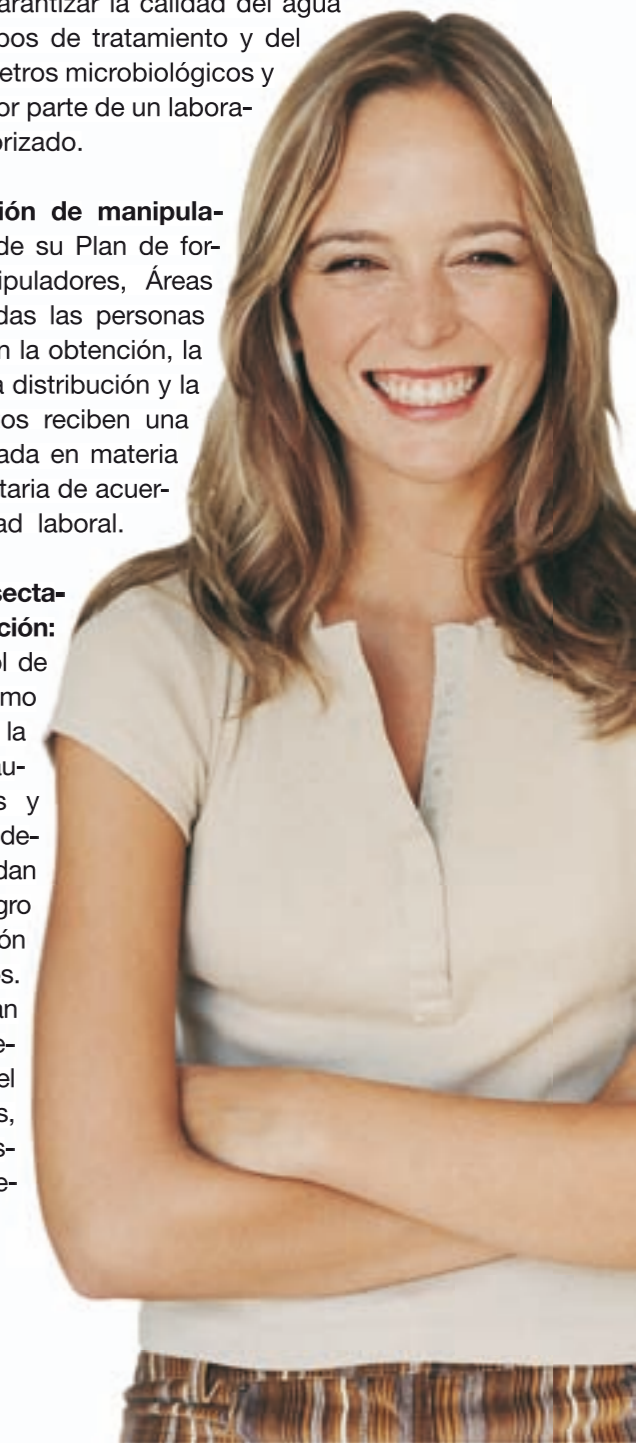 arantizar la calidad del agua
pos de tratamiento y del
etros microbiológicos y
or parte de un labora-
orizado.
ión de manipula-
de su Plan de for-
ipuladores, Áreas
das las personas
n la obtención, la
a distribución y la
os reciben una
ada en materia
taria de acuer-
ad laboral.
secta-
ción:
ol de
mo
la
au-
s y
de-
dan
gro
ón
s.
an
e-
el
s,
s-
e-